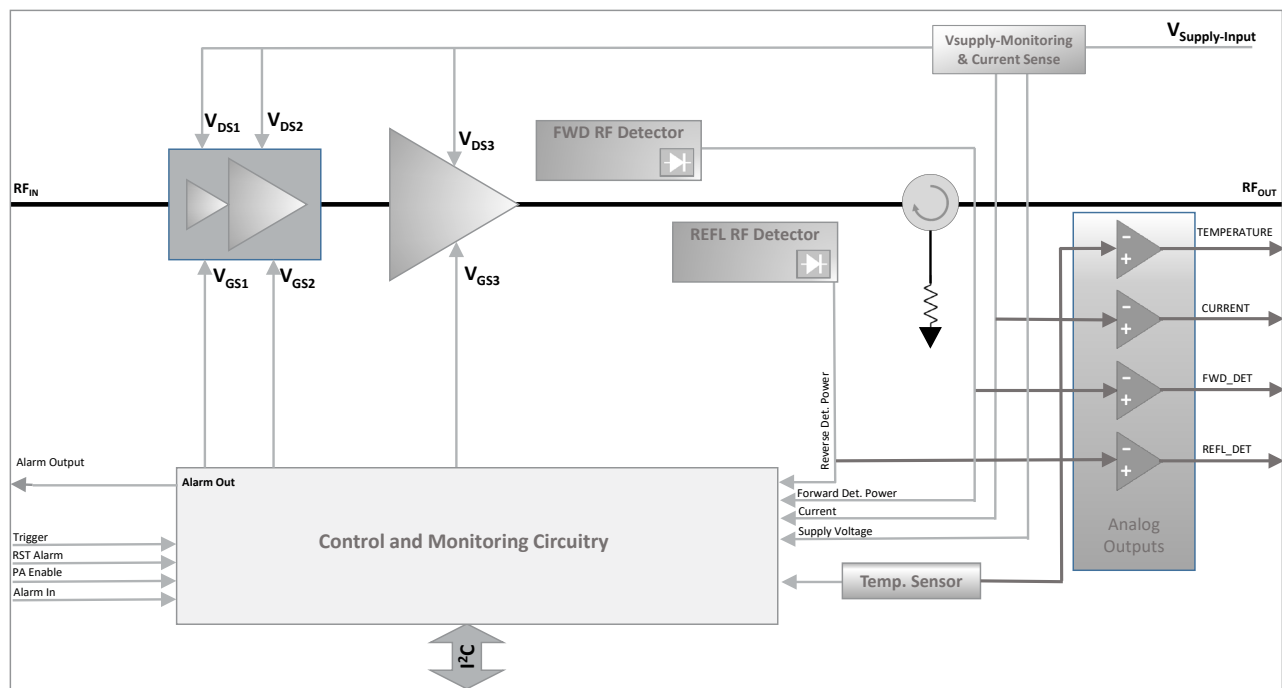 V Supply-Input
Vsupply-Monitoring
& Current Sense
VDS1
VDS2
VDS3
FWD RF Detector
RFIN
RFOUT
REFL RF Detector
TEMPERATURE
−
+
VGS1
VGS2
VGS3
CURRENT
−
+
FWD_DET
−
+
REFL_DET
−
+
Reverse Det. Power
Alarm Output
Alarm Out
Forward Det. Power
Current
Supply Voltage
Analog
Outputs
Trigger
RST Alarm
PA Enable
Alarm In
Control and Monitoring Circuitry
Temp. Sensor
I²C